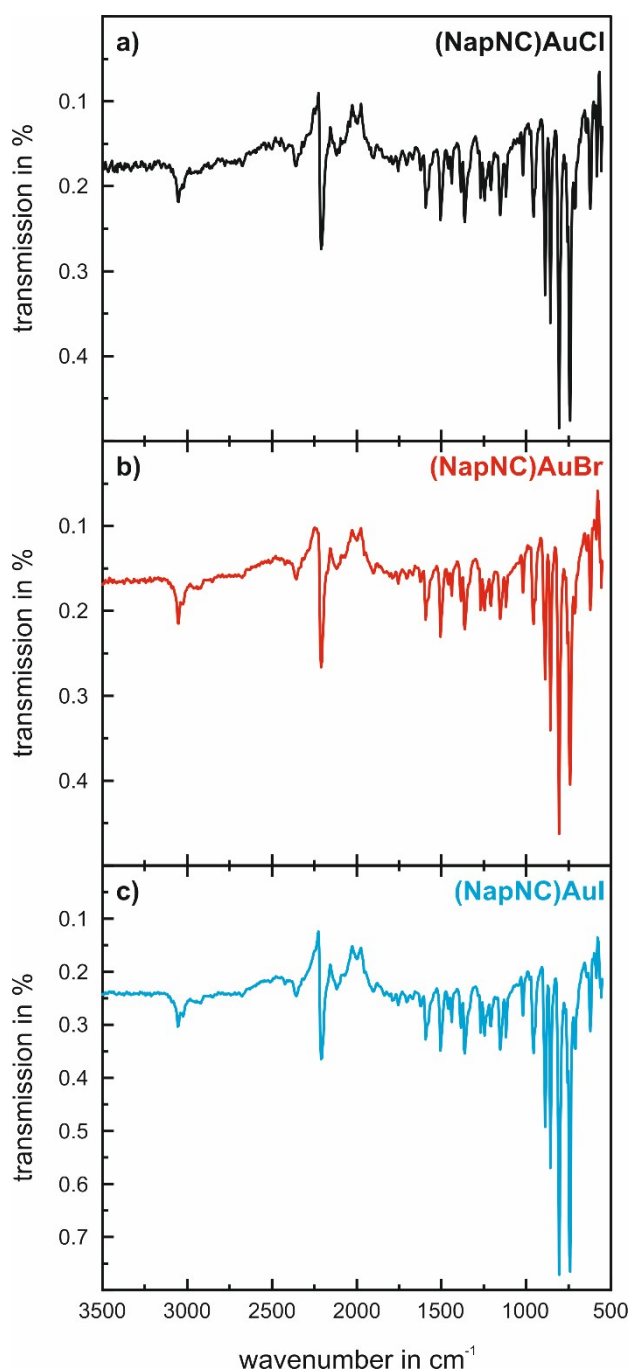 a) (NapNC)AuCl
0.1
0.2
0.3
0.4
transmission in %
b) (NapNC)AuBr
0.1
0.2
0.3
0.4
transmission in %
c) (NapNC)AuI
0.1
0.2
0.3
0.4
0.5
0.6
0.7
transmission in %
3500 3000 2500 2000 1500 1000 500
wavenumber in cm⁻¹